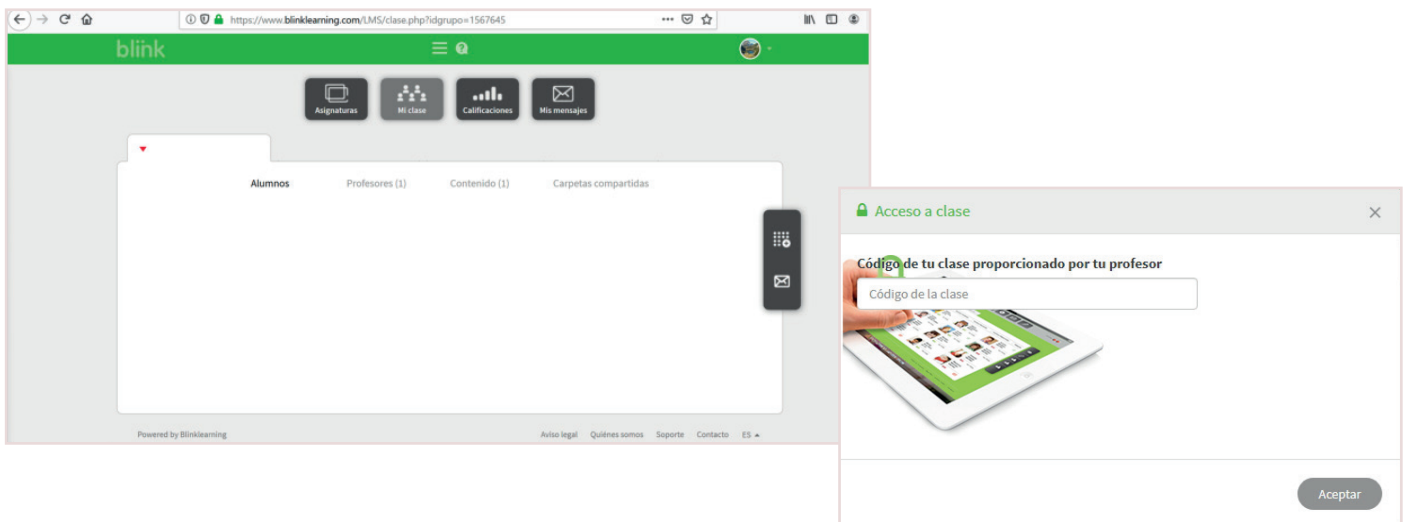 https://www.blinklearning.com/LMS/clase.php?idgrupo=1567645
blink
Asignaturas
Mi clase
Calificaciones
Mis mensajes
Alumnos
Profesores (1)
Contenido (1)
Carpetas compartidas
Powered by Blinklearning
Aviso legal
Quiénes somos
Soporte
Contacto
ES
Acceso a clase
Código de tu clase proporcionado por tu profesor
Código de la clase
Aceptar